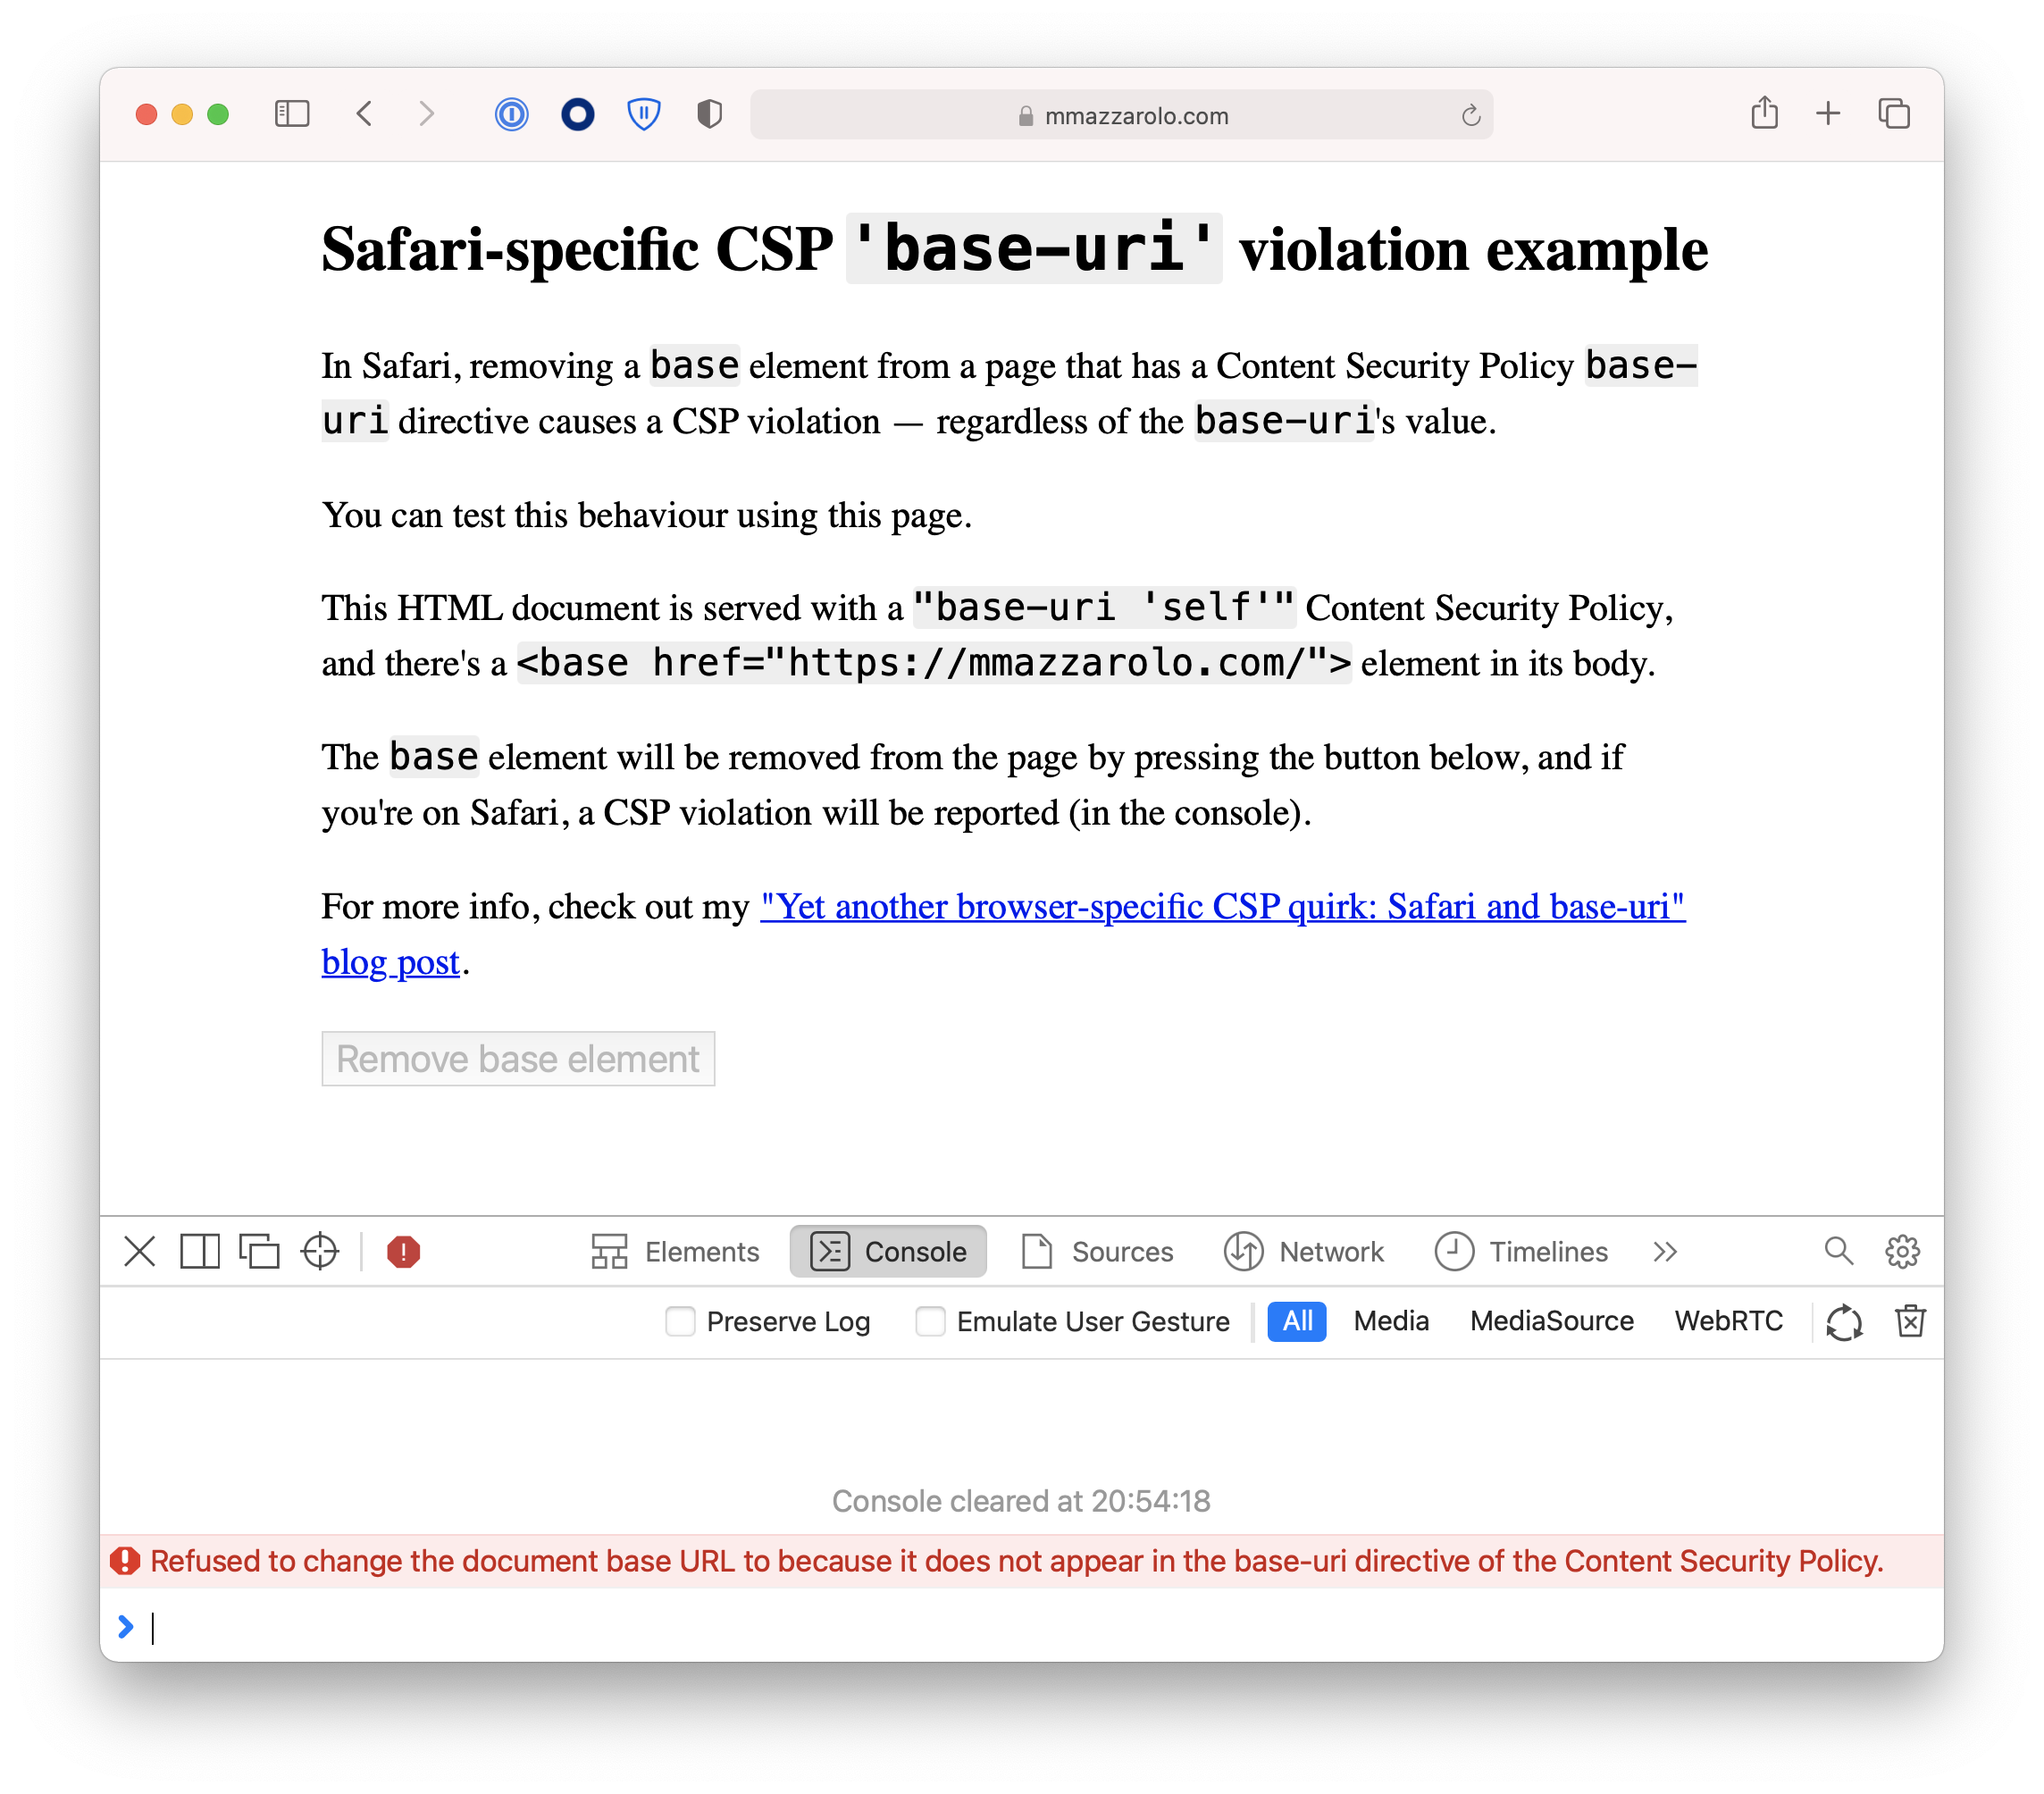 mmazzarolo.com
Safari-specific CSP 'base-uri' violation example
In Safari, removing a base element from a page that has a Content Security Policy base-
uri directive causes a CSP violation — regardless of the base-uri's value.
You can test this behaviour using this page.
This HTML document is served with a "base-uri 'self'" Content Security Policy,
and there's a <base href="https://mmazzarolo.com/"> element in its body.
The base element will be removed from the page by pressing the button below, and if
you're on Safari, a CSP violation will be reported (in the console).
For more info, check out my "Yet another browser-specific CSP quirk: Safari and base-uri"
blog post.
Remove base element
Elements Console Sources Network Timelines
Preserve Log Emulate User Gesture All Media MediaSource WebRTC
Console cleared at 20:54:18
Refused to change the document base URL to because it does not appear in the base-uri directive of the Content Security Policy.